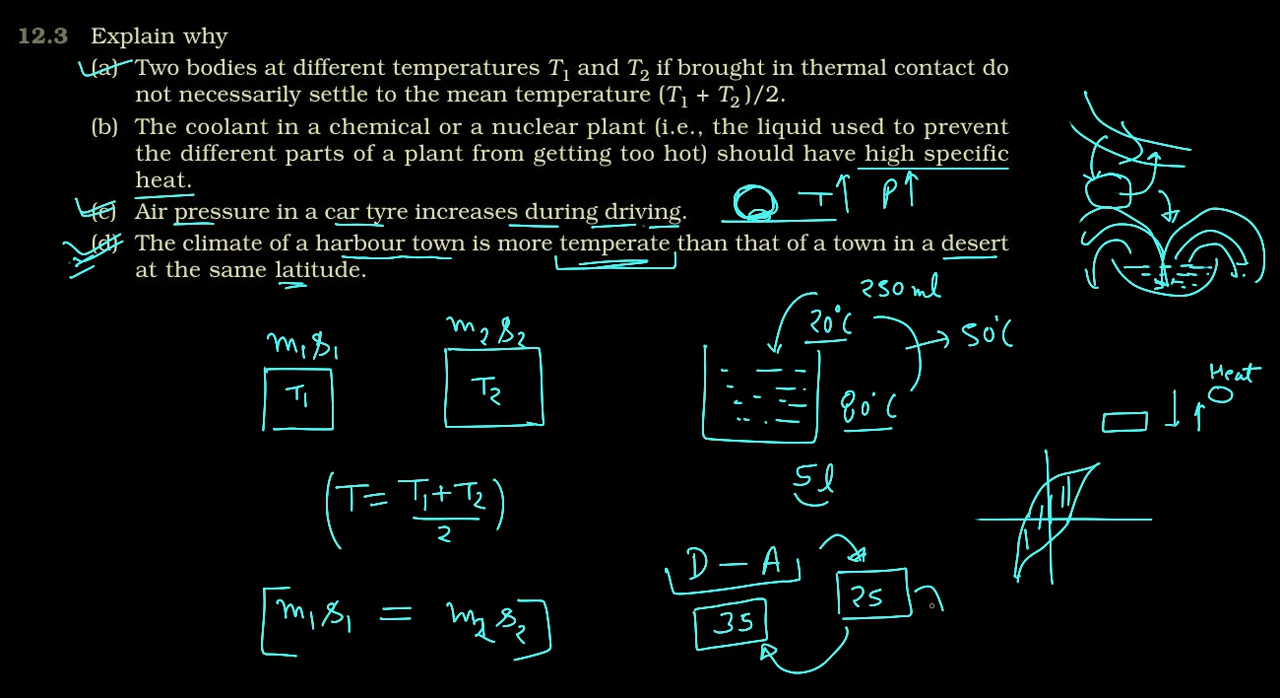 12.3 Explain why
(a) Two bodies at different temperatures T₁ and T₂ if brought in thermal contact do
not necessarily settle to the mean temperature (T₁ + T₂)/2.
(b) The coolant in a chemical or a nuclear plant (i.e., the liquid used to prevent
the different parts of a plant from getting too hot) should have high specific
heat.
Q T↑ P↑
(c) Air pressure in a car tyre increases during driving.
(d) The climate of a harbour town is more temperate than that of a town in a desert
at the same latitude.
250 ml
m₁s₁ m₂s₂ 20°C → 50°C
T₁ T₂ 80°C
Heat
5l
(T = T₁+T₂/2)
D – A
25
35
[m₁s₁ = m₂s₂]